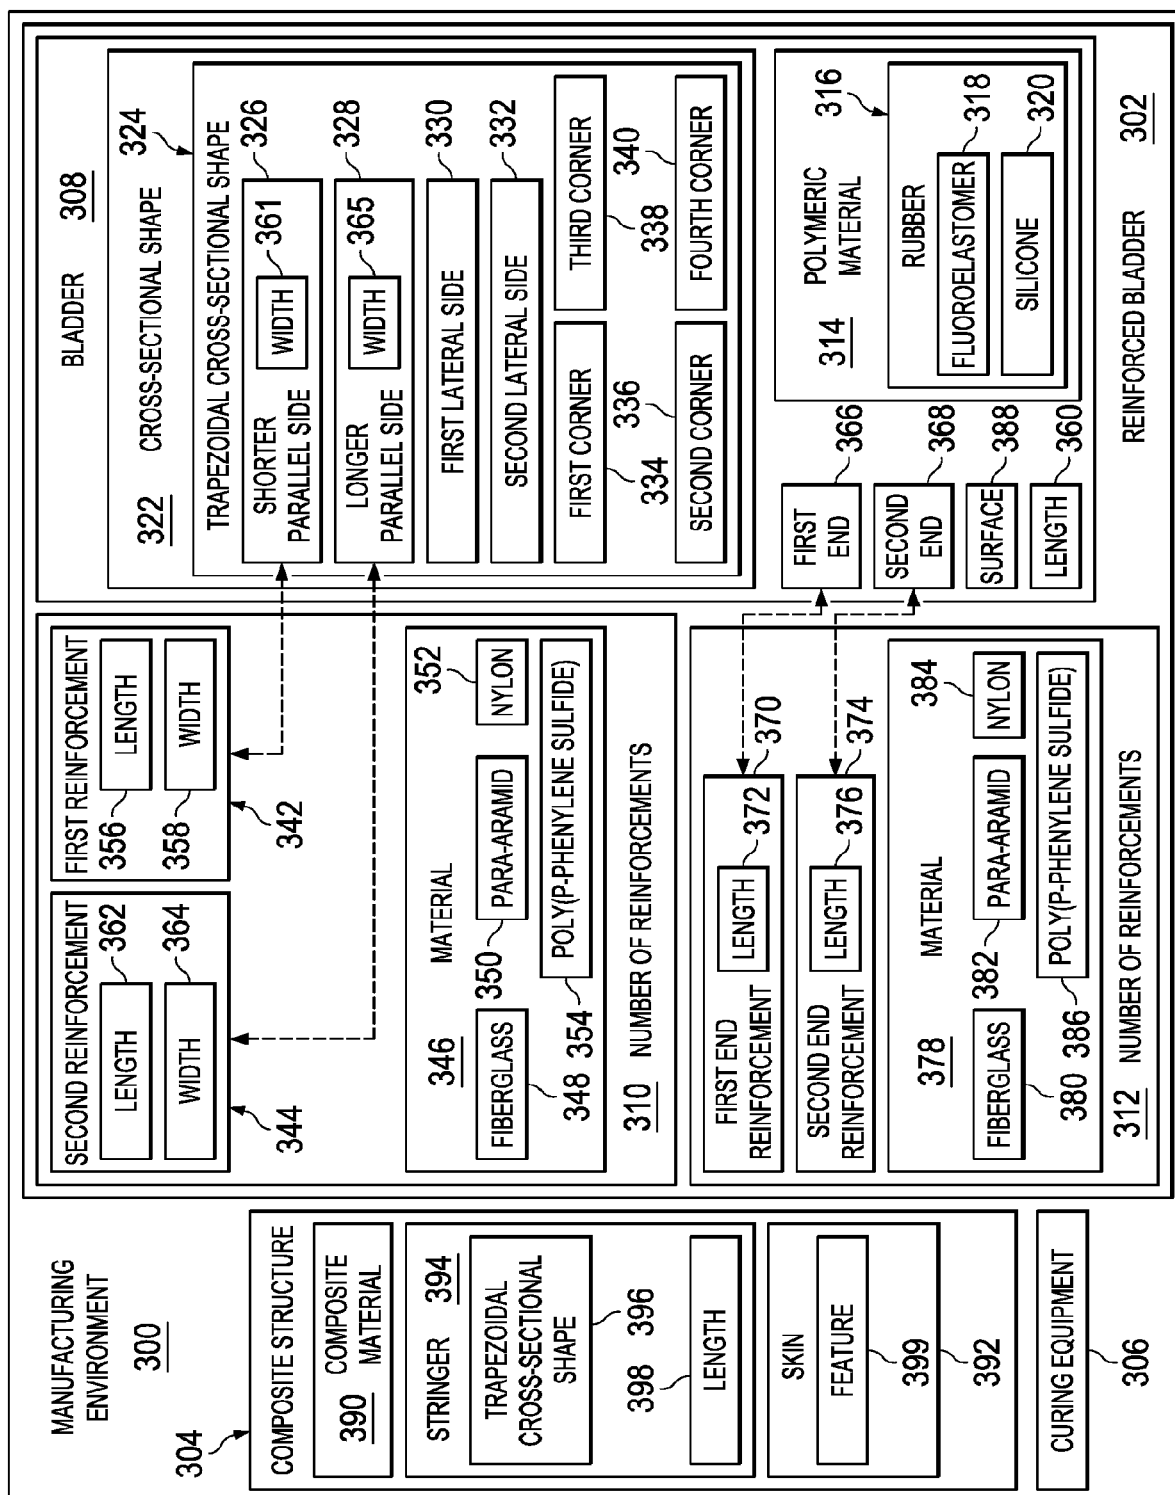 MANUFACTURING
ENVIRONMENT
300
304
COMPOSITE STRUCTURE
COMPOSITE
MATERIAL
390
STRINGER
394
TRAPEZOIDAL
CROSS-SECTIONAL
SHAPE
396
398
LENGTH
SKIN
FEATURE
399
392
CURING EQUIPMENT
306
SECOND REINFORCEMENT
LENGTH
362
WIDTH
364
344
FIRST REINFORCEMENT
LENGTH
356
WIDTH
358
342
MATERIAL
346
FIBERGLASS
348
PARA-ARAMID
350
NYLON
352
POLY(P-PHENYLENE SULFIDE)
354
310
NUMBER OF REINFORCEMENTS
FIRST END
REINFORCEMENT
LENGTH
372
370
SECOND END
REINFORCEMENT
LENGTH
376
374
MATERIAL
378
FIBERGLASS
380
PARA-ARAMID
382
NYLON
384
POLY(P-PHENYLENE SULFIDE)
386
312
NUMBER OF REINFORCEMENTS
BLADDER
308
CROSS-SECTIONAL SHAPE
322
324
TRAPEZOIDAL CROSS-SECTIONAL SHAPE
SHORTER
PARALLEL SIDE
WIDTH
361
326
LONGER
PARALLEL SIDE
WIDTH
365
328
FIRST LATERAL SIDE
330
SECOND LATERAL SIDE
332
FIRST CORNER
334
THIRD CORNER
338
SECOND CORNER
336
FOURTH CORNER
340
FIRST
END
366
SECOND
END
368
SURFACE
388
LENGTH
360
POLYMERIC
MATERIAL
314
316
RUBBER
FLUOROELASTOMER
318
SILICONE
320
REINFORCED BLADDER
302